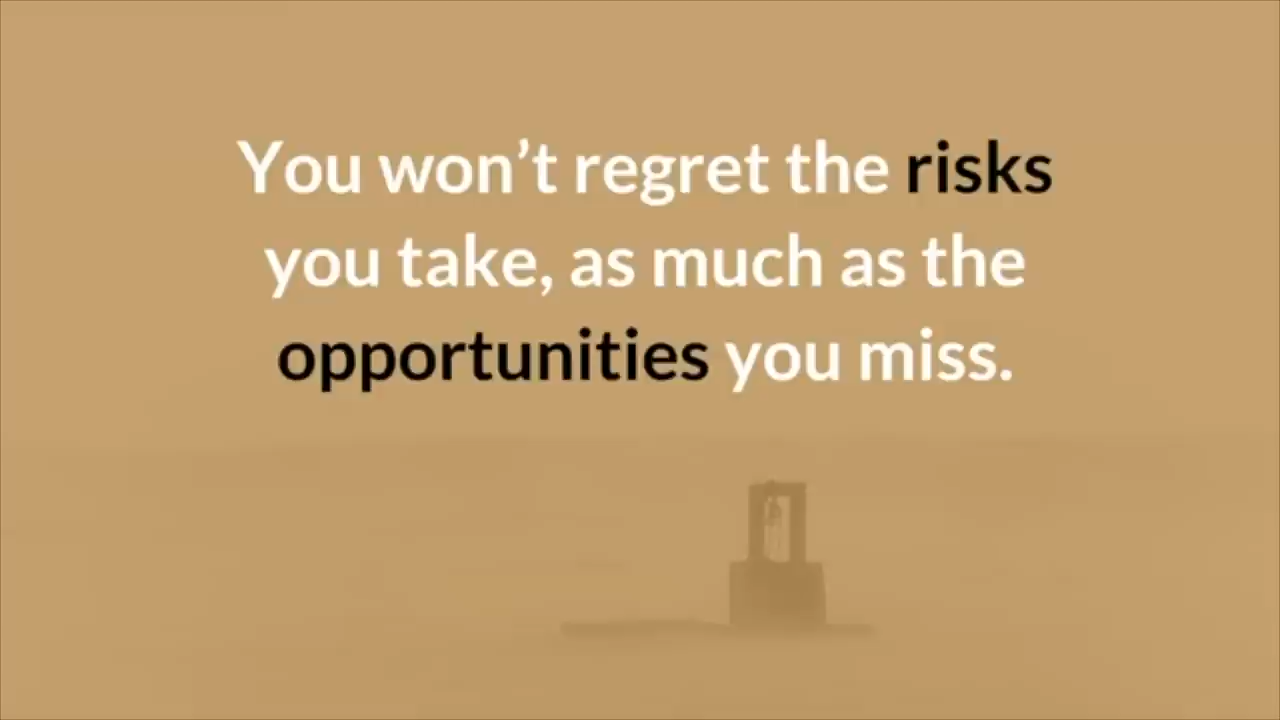 You won’t regret the risks
you take, as much as the
opportunities you miss.